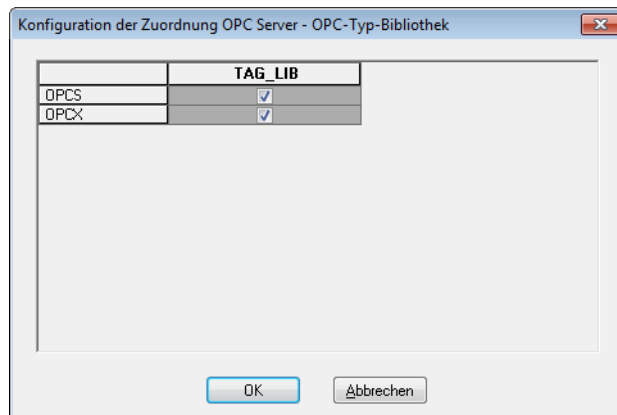 Konfiguration der Zuordnung OPC Server - OPC-Typ-Bibliothek
TAG_LIB
OPCS
OPCX
OK
Abbrechen